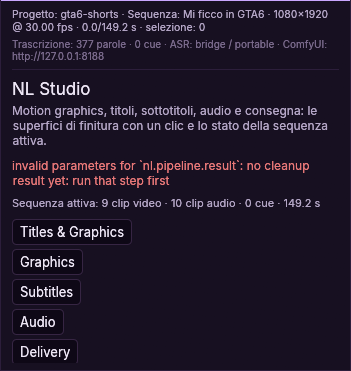 Progetto: gta6-shorts · Sequenza: Mi ficco in GTA6 · 1080×1920
@ 30.00 fps · 0.0/149.2 s · selezione: 0
Trascrizione: 377 parole · 0 cue · ASR: bridge / portable · ComfyUI:
http://127.0.0.1:8188
NL Studio
Motion graphics, titoli, sottotitoli, audio e consegna: le
superfici di finitura con un clic e lo stato della sequenza
attiva.
invalid parameters for `nl.pipeline.result`: no cleanup
result yet: run that step first
Sequenza attiva: 9 clip video · 10 clip audio · 0 cue · 149.2 s
Titles & Graphics
Graphics
Subtitles
Audio
Delivery